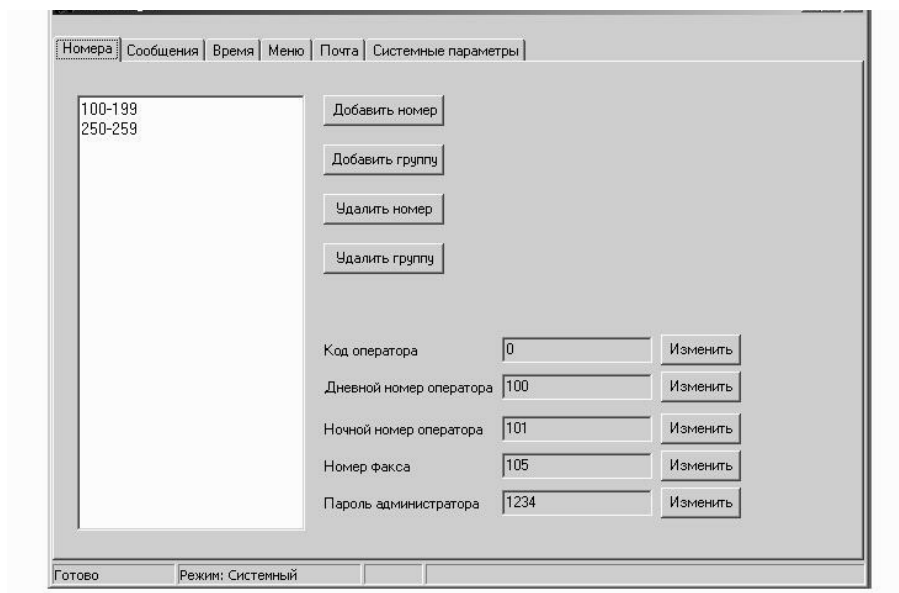 Номера Сообщения Время Меню Почта Системные параметры
100-199
250-259
Добавить номер
Добавить группу
Удалить номер
Удалить группу
Код оператора 0 Изменить
Дневной номер оператора 100 Изменить
Ночной номер оператора 101 Изменить
Номер факса 105 Изменить
Пароль администратора 1234 Изменить
Готово Режим: Системный